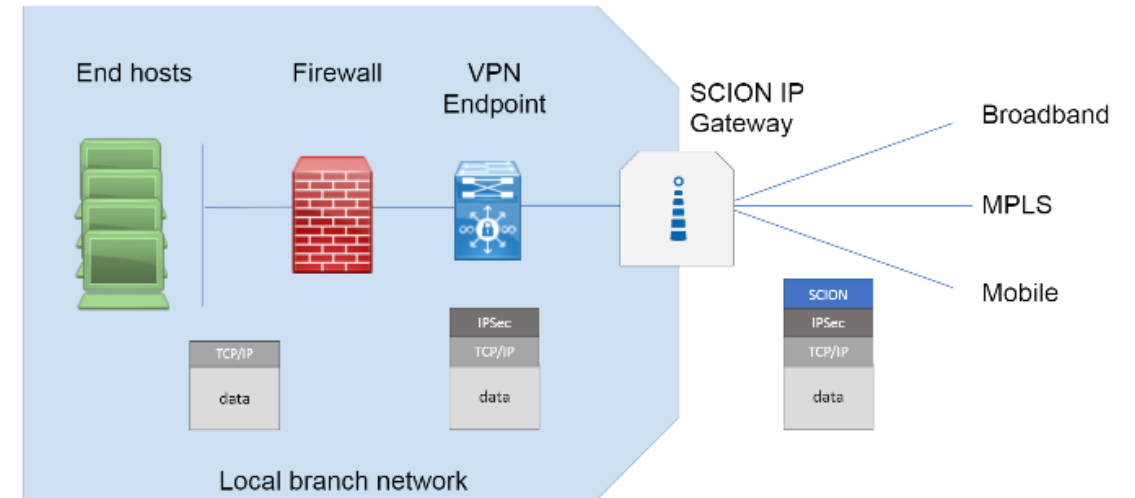 End hosts
Firewall
VPN
Endpoint
SCION IP
Gateway
Broadband
MPLS
Mobile
TCP/IP
data
IPSec
TCP/IP
data
SCION
IPSec
TCP/IP
data
Local branch network